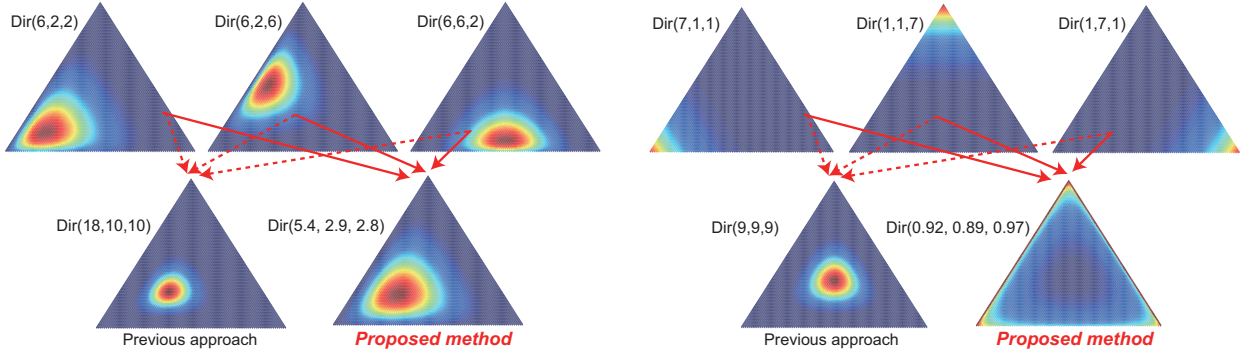 Dir(6,2,2)
Dir(6,2,6)
Dir(6,6,2)
Dir(18,10,10)
Dir(5.4, 2.9, 2.8)
Previous approach
Proposed method
Dir(7,1,1)
Dir(1,1,7)
Dir(1,7,1)
Dir(9,9,9)
Dir(0.92, 0.89, 0.97)
Previous approach
Proposed method